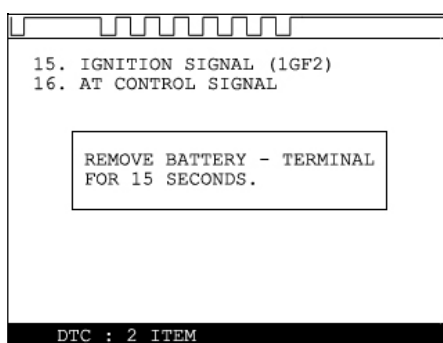 15. IGNITION SIGNAL (1GF2)
16. AT CONTROL SIGNAL
REMOVE BATTERY - TERMINAL
FOR 15 SECONDS.
DTC : 2 ITEM